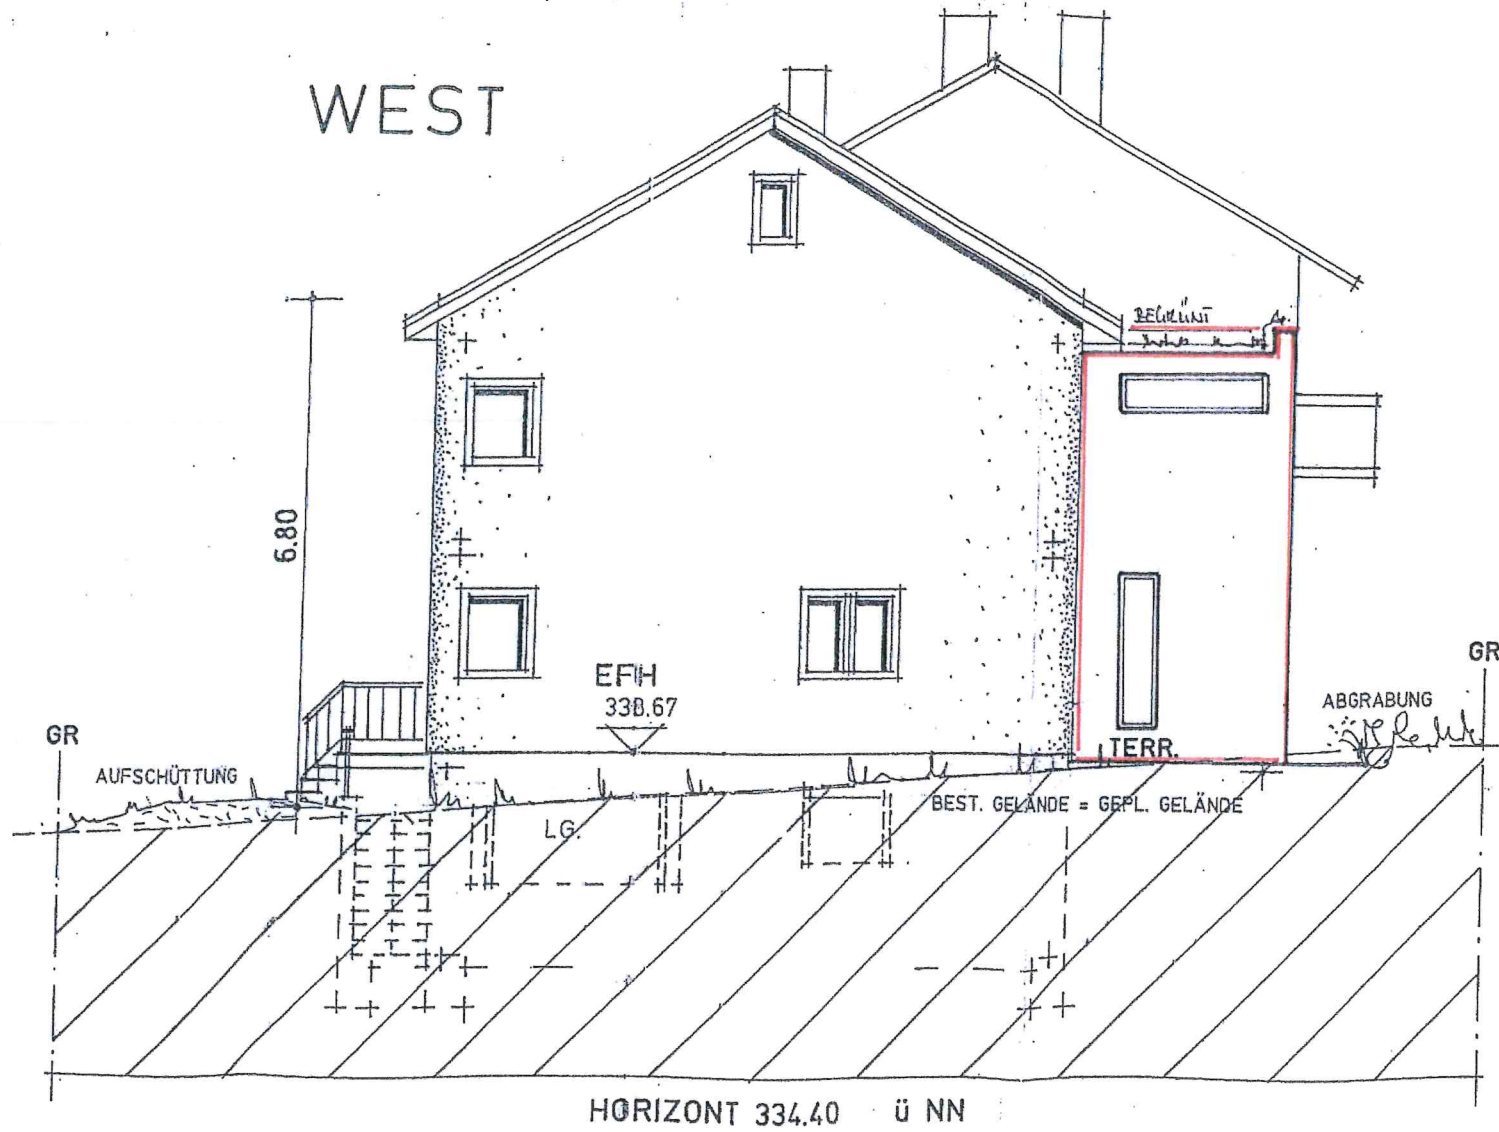 WEST
BEGRÜNT
6.80
EFH
338.67
GR
ABGRABUNG
GR
TERR.
AUFSCHÜTTUNG
BEST. GELÄNDE = GEPL. GELÄNDE
LG.
HORIZONT 334.40 ü NN